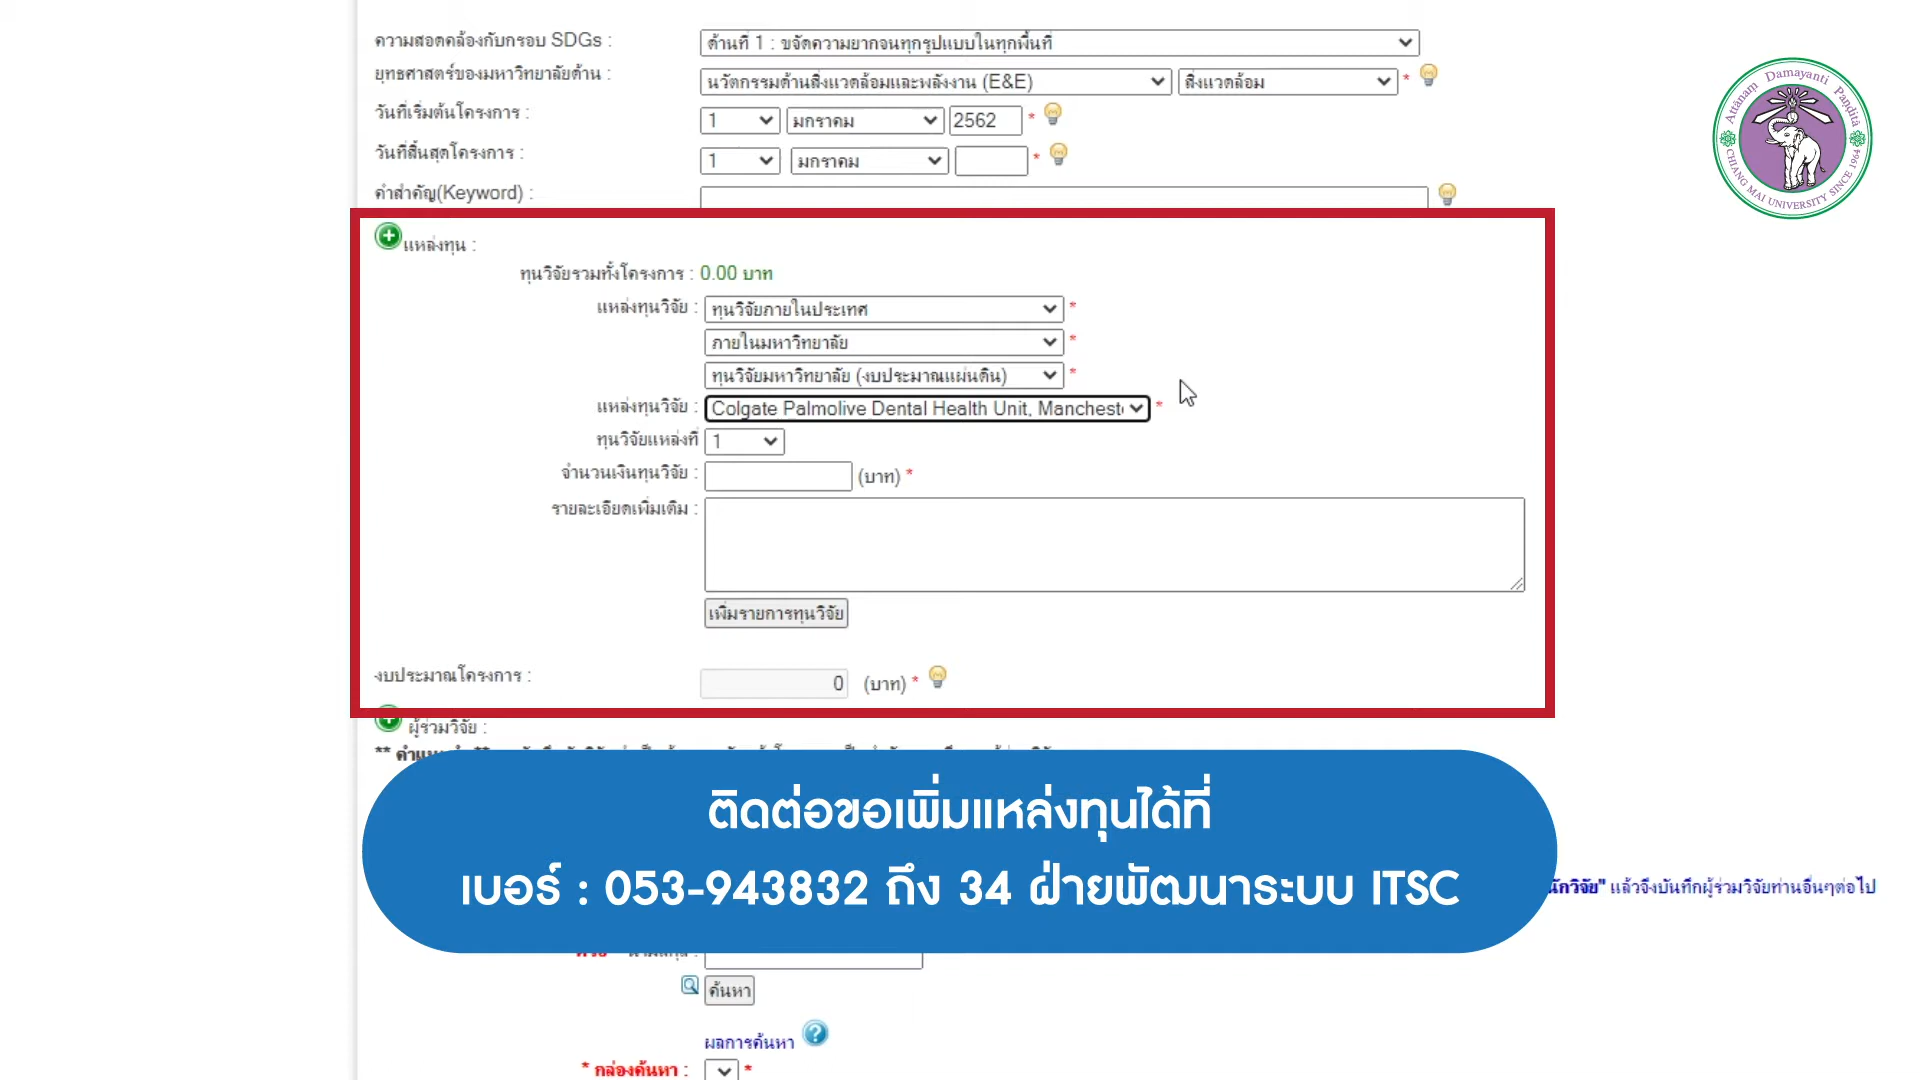 ความสอดคล้องกับกรอบ SDGs : ด้านที่ 1 : ขจัดความยากจนทุกรูปแบบในทุกพื้นที่
ยุทธศาสตร์ของมหาวิทยาลัยด้าน : นวัตกรรมด้านสิ่งแวดล้อมและพลังงาน (E&E) สิ่งแวดล้อม *
วันที่เริ่มต้นโครงการ : 1 มกราคม 2562 *
วันที่สิ้นสุดโครงการ : 1 มกราคม *
คำสำคัญ(Keyword) :
แหล่งทุน :
ทุนวิจัยรวมทั้งโครงการ : 0.00 บาท
แหล่งทุนวิจัย : ทุนวิจัยภายในประเทศ *
ภายในมหาวิทยาลัย *
ทุนวิจัยมหาวิทยาลัย (งบประมาณแผ่นดิน) *
แหล่งทุนวิจัย : Colgate Palmolive Dental Health Unit, Manchest *
ทุนวิจัยแหล่งที่ 1
จำนวนเงินทุนวิจัย : (บาท) *
รายละเอียดเพิ่มเติม :
เพิ่มรายการทุนวิจัย
งบประมาณโครงการ : 0 (บาท) *
ผู้ร่วมวิจัย :
ติดต่อขอเพิ่มแหล่งทุนได้ที่
เบอร์ : 053-943832 ถึง 34 ฝ่ายพัฒนาระบบ ITSC
นักวิจัย" แล้วจึงบันทึกผู้ร่วมวิจัยท่านอื่นๆต่อไป
ค้นหา
ผลการค้นหา
* กล่องค้นหา : *
Attānaṃ Damayanti Paṇḍitā
CHIANG MAI UNIVERSITY SINCE 1964